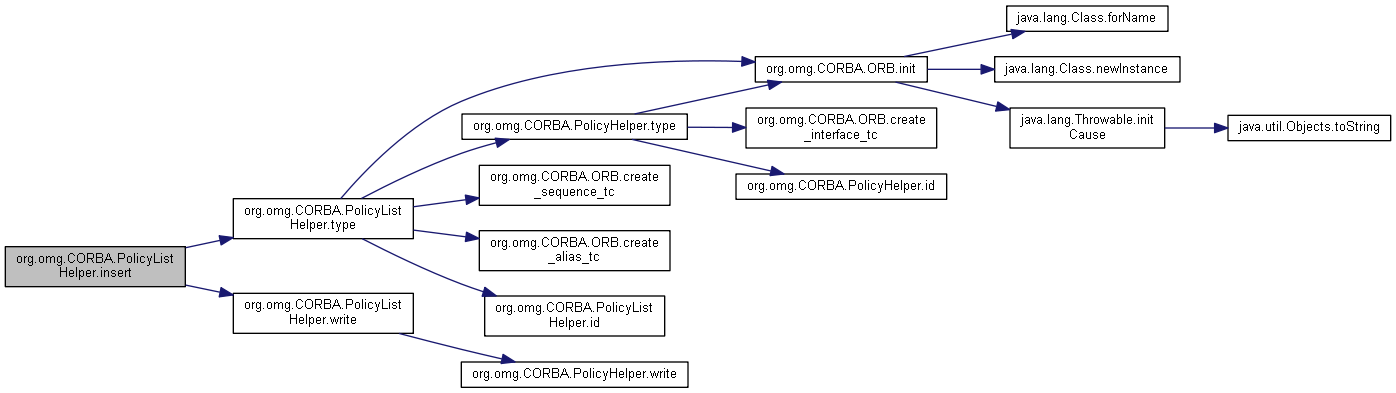 java.lang.Class.forName
org.omg.CORBA.ORB.init
java.lang.Class.newInstance
org.omg.CORBA.PolicyHelper.type
org.omg.CORBA.ORB.create
_interface_tc
java.lang.Throwable.init
Cause
java.util.Objects.toString
org.omg.CORBA.ORB.create
_sequence_tc
org.omg.CORBA.PolicyHelper.id
org.omg.CORBA.PolicyList
Helper.type
org.omg.CORBA.ORB.create
_alias_tc
org.omg.CORBA.PolicyList
Helper.insert
org.omg.CORBA.PolicyList
Helper.write
org.omg.CORBA.PolicyList
Helper.id
org.omg.CORBA.PolicyHelper.write